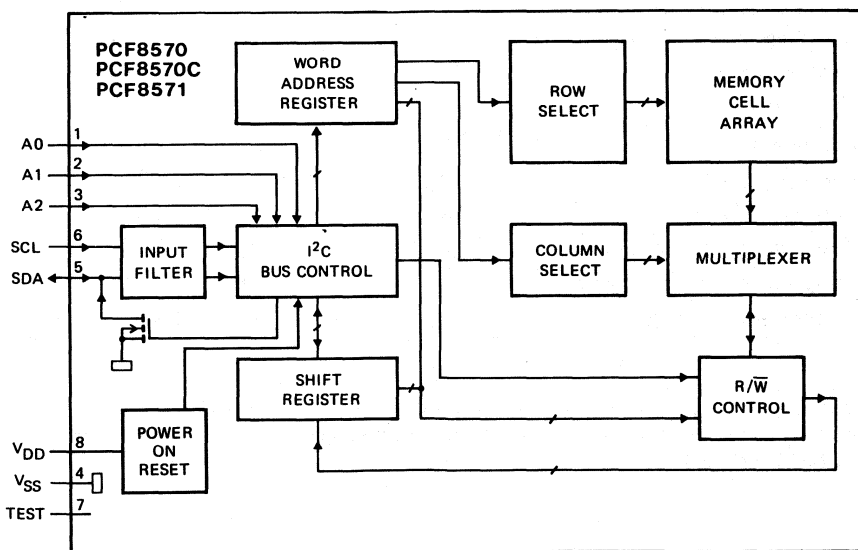 PCF8570
PCF8570C
PCF8571
WORD
ADDRESS
REGISTER
ROW
SELECT
MEMORY
CELL
ARRAY
A0 1
A1 2
A2 3
SCL 6
SDA 5
INPUT
FILTER
I²C
BUS CONTROL
COLUMN
SELECT
MULTIPLEXER
SHIFT
REGISTER
R/W̅
CONTROL
POWER
ON
RESET
VDD 8
VSS 4
TEST 7